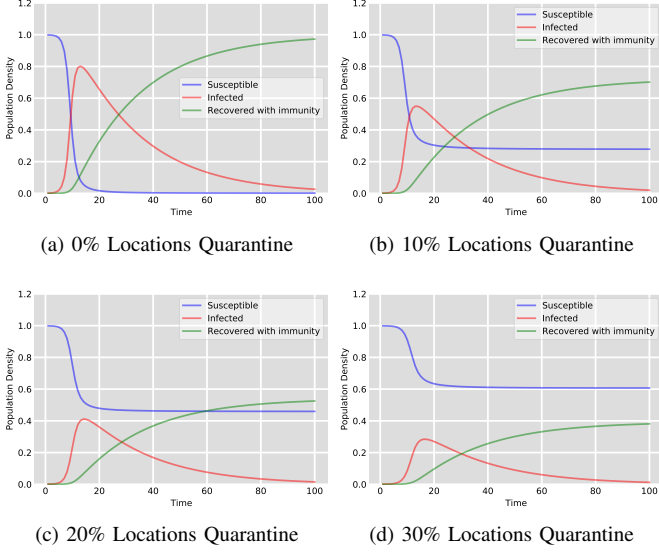 1.2
1.0
0.8
0.6
0.4
0.2
0.0
Population Density
Susceptible
Infected
Recovered with immunity
0 20 40 60 80 100
Time
(a) 0% Locations Quarantine
1.2
1.0
0.8
0.6
0.4
0.2
0.0
Population Density
Susceptible
Infected
Recovered with immunity
0 20 40 60 80 100
Time
(b) 10% Locations Quarantine
1.2
1.0
0.8
0.6
0.4
0.2
0.0
Population Density
Susceptible
Infected
Recovered with immunity
0 20 40 60 80 100
Time
(c) 20% Locations Quarantine
1.2
1.0
0.8
0.6
0.4
0.2
0.0
Population Density
Susceptible
Infected
Recovered with immunity
0 20 40 60 80 100
Time
(d) 30% Locations Quarantine